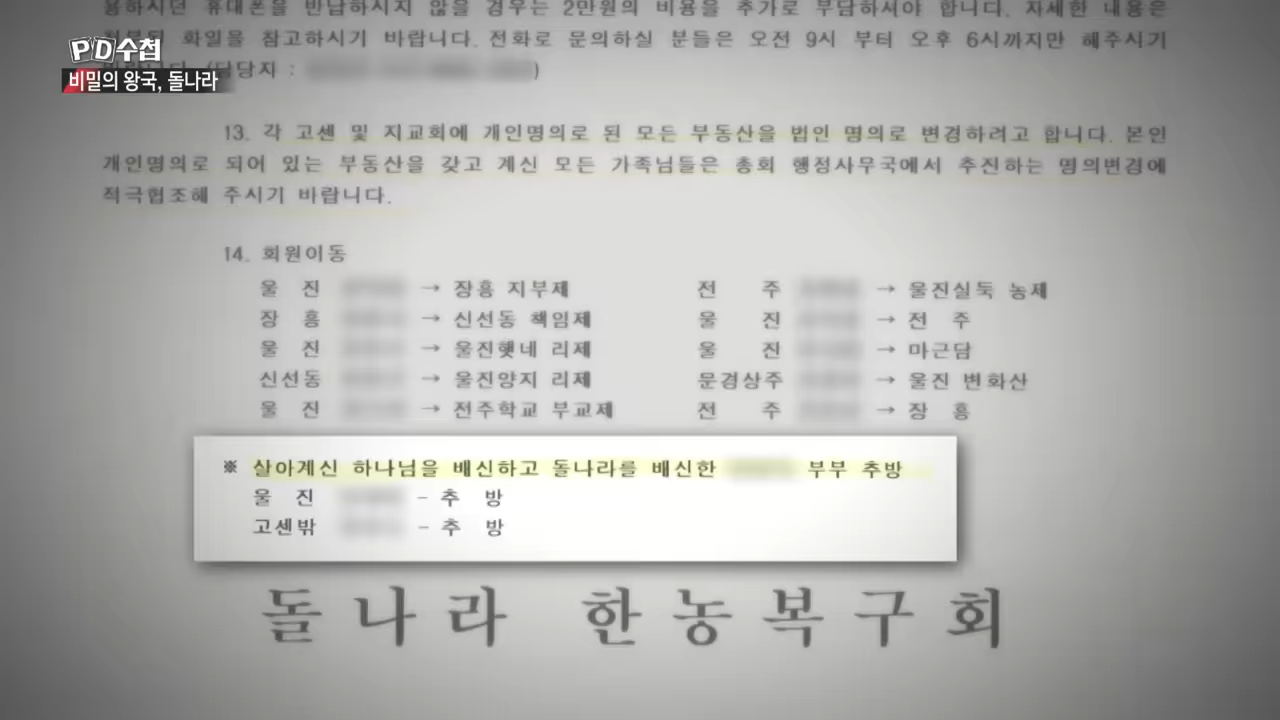 용하시던 휴대폰을 반납하시지 않을 경우는 2만원의 비용을 추가로 부담하셔야 합니다. 자세한 내용은
화일을 참고하시기 바랍니다. 전화로 문의하실 분들은 오전 9시 부터 오후 6시까지만 해주시기
PD수첩
비밀의 왕국, 돌나라
13. 각 고센 및 지교회에 개인명의로 된 모든 부동산을 법인 명의로 변경하려고 합니다. 본인
개인명의로 되어 있는 부동산을 갖고 계신 모든 가족님들은 총회 행정사무국에서 추진하는 명의변경에
적극협조해 주시기 바랍니다.
14. 회원이동
울 진 → 장흥 지부제 전 주 → 울진실둑 농제
장 흥 → 신선동 책임제 울 진 → 전 주
울 진 → 울진햇네 리제 울 진 → 마근담
신선동 → 울진양지 리제 문경상주 → 울진 변화산
울 진 → 전주학교 부교제 전 주 → 장 흥
※ 살아계신 하나님을 배신하고 돌나라를 배신한 부부 추방
울 진 - 추 방
고센밖 - 추 방
돌나라 한농복구회